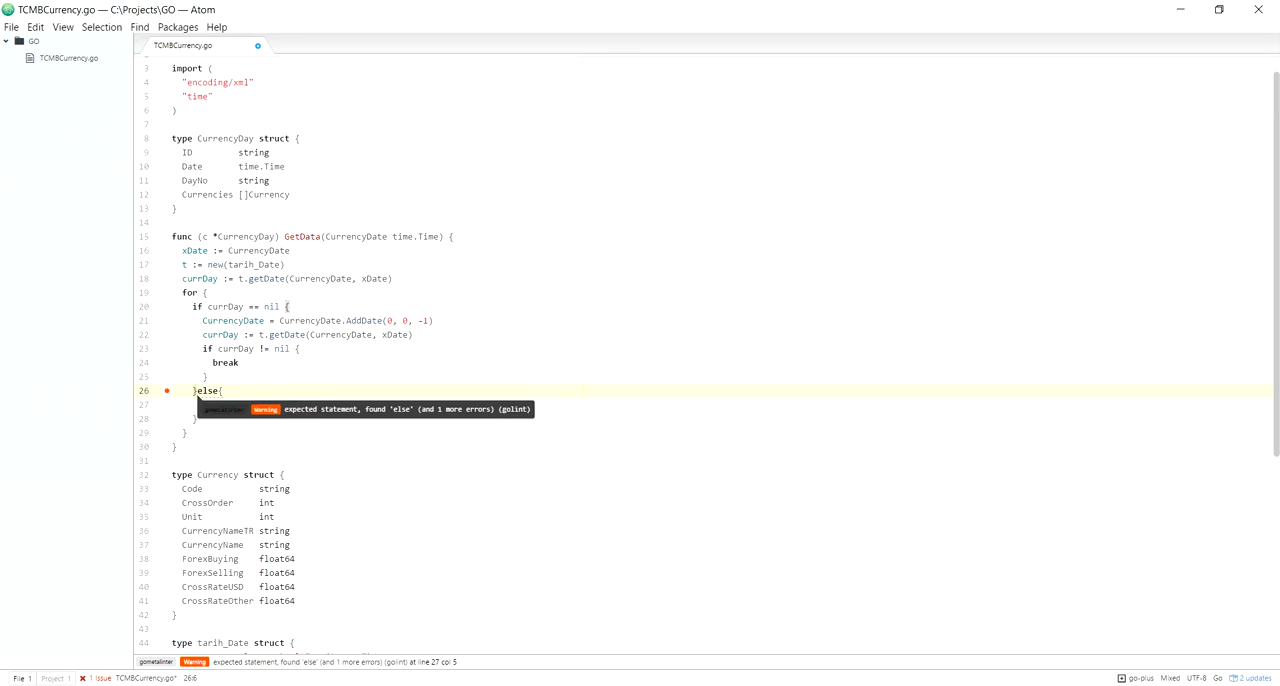 TCMBCurrency.go — C:\Projects\GO — Atom
File Edit View Selection Find Packages Help
GO
TCMBCurrency.go
TCMBCurrency.go
3 import (
4 "encoding/xml"
5 "time"
6 )
7
8 type CurrencyDay struct {
9 ID string
10 Date time.Time
11 DayNo string
12 Currencies []Currency
13 }
14
15 func (c *CurrencyDay) GetData(CurrencyDate time.Time) {
16 xDate := CurrencyDate
17 t := new(tarih_Date)
18 currDay := t.getDate(CurrencyDate, xDate)
19 for {
20 if currDay == nil {
21 CurrencyDate = CurrencyDate.AddDate(0, 0, -1)
22 currDay := t.getDate(CurrencyDate, xDate)
23 if currDay != nil {
24 break
25 }
26 }else{
27 gometalinter Warning expected statement, found 'else' (and 1 more errors) (golint)
28 }
29 }
30 }
31
32 type Currency struct {
33 Code string
34 CrossOrder int
35 Unit int
36 CurrencyNameTR string
37 CurrencyName string
38 ForexBuying float64
39 ForexSelling float64
40 CrossRateUSD float64
41 CrossRateOther float64
42 }
43
44 type tarih_Date struct {
gometalinter Warning expected statement, found 'else' (and 1 more errors) (golint) at line 27 col 5
File 1 Project 1 1 Issue TCMBCurrency.go* 26:6 go-plus Mixed UTF-8 Go 2 updates